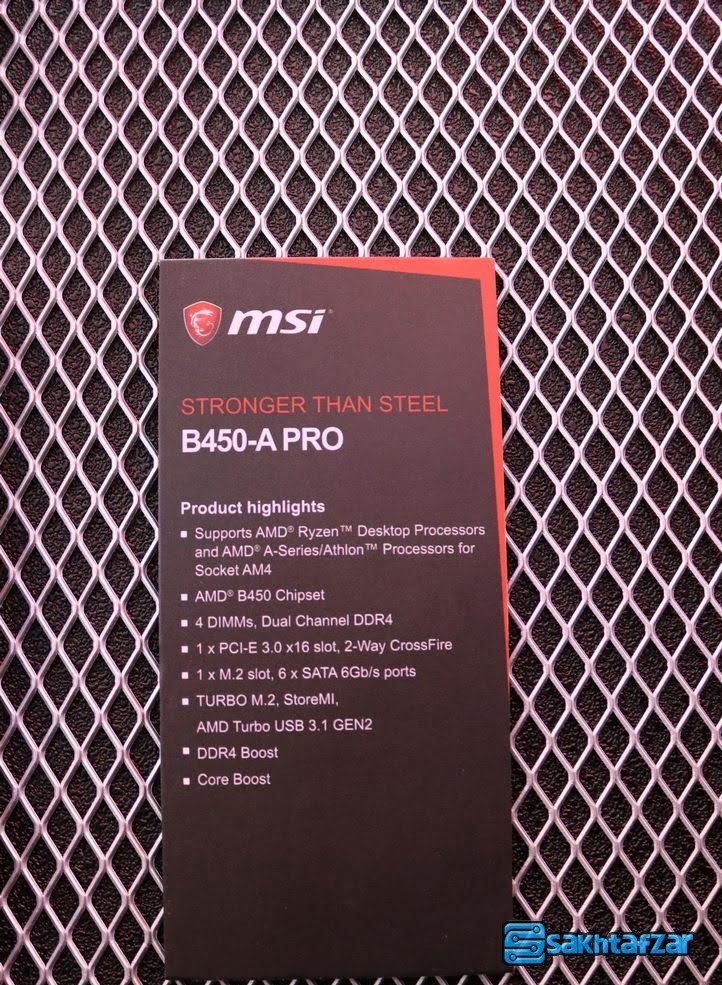 msi
STRONGER THAN STEEL
B450-A PRO
Product highlights
▪ Supports AMD® Ryzen™ Desktop Processors
and AMD® A-Series/Athlon™ Processors for
Socket AM4
▪ AMD® B450 Chipset
▪ 4 DIMMs, Dual Channel DDR4
▪ 1 x PCI-E 3.0 x16 slot, 2-Way CrossFire
▪ 1 x M.2 slot, 6 x SATA 6Gb/s ports
▪ TURBO M.2, StoreMI,
AMD Turbo USB 3.1 GEN2
▪ DDR4 Boost
▪ Core Boost
sakhtafzar